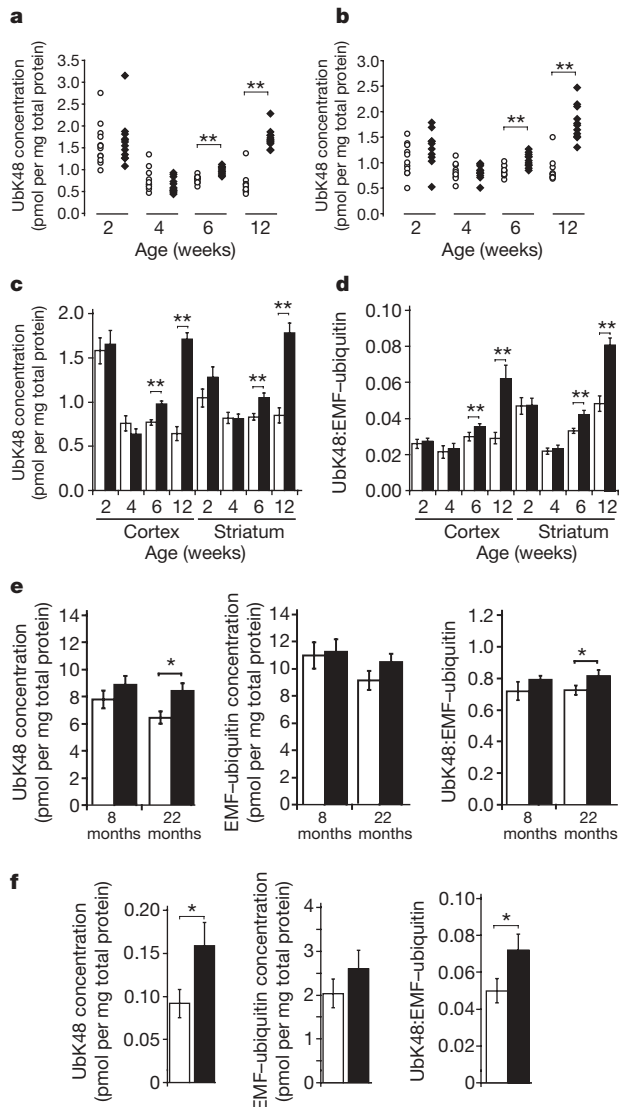 a
UbK48 concentration
(pmol per mg total protein)
3.5
3.0
2.5
2.0
1.5
1.0
0.5
0.0
**
**
2 4 6 12
Age (weeks)
b
UbK48 concentration
(pmol per mg total protein)
3.0
2.5
2.0
1.5
1.0
0.5
0.0
**
**
2 4 6 12
Age (weeks)
c
UbK48 concentration
(pmol per mg total protein)
2.0
1.5
1.0
0.5
0.0
**
**
**
**
2 4 6 12 2 4 6 12
Cortex Striatum
Age (weeks)
d
UbK48:EMF–ubiquitin
0.10
0.08
0.06
0.04
0.02
0.00
**
**
**
**
2 4 6 12 2 4 6 12
Cortex Striatum
Age (weeks)
e
UbK48 concentration
(pmol per mg total protein)
14
12
10
8
6
4
2
0
*
8 22
months months
EMF–ubiquitin concentration
(pmol per mg total protein)
14
12
10
8
6
4
2
0
8 22
months months
UbK48:EMF–ubiquitin
1.2
1.0
0.8
0.6
0.4
0.2
0
*
8 22
months months
f
UbK48 concentration
(pmol per mg total protein)
0.20
0.15
0.10
0.05
0
*
EMF–ubiquitin concentration
(pmol per mg total protein)
4
3
2
1
0
UbK48:EMF–ubiquitin
0.10
0.08
0.06
0.04
0.02
0
*